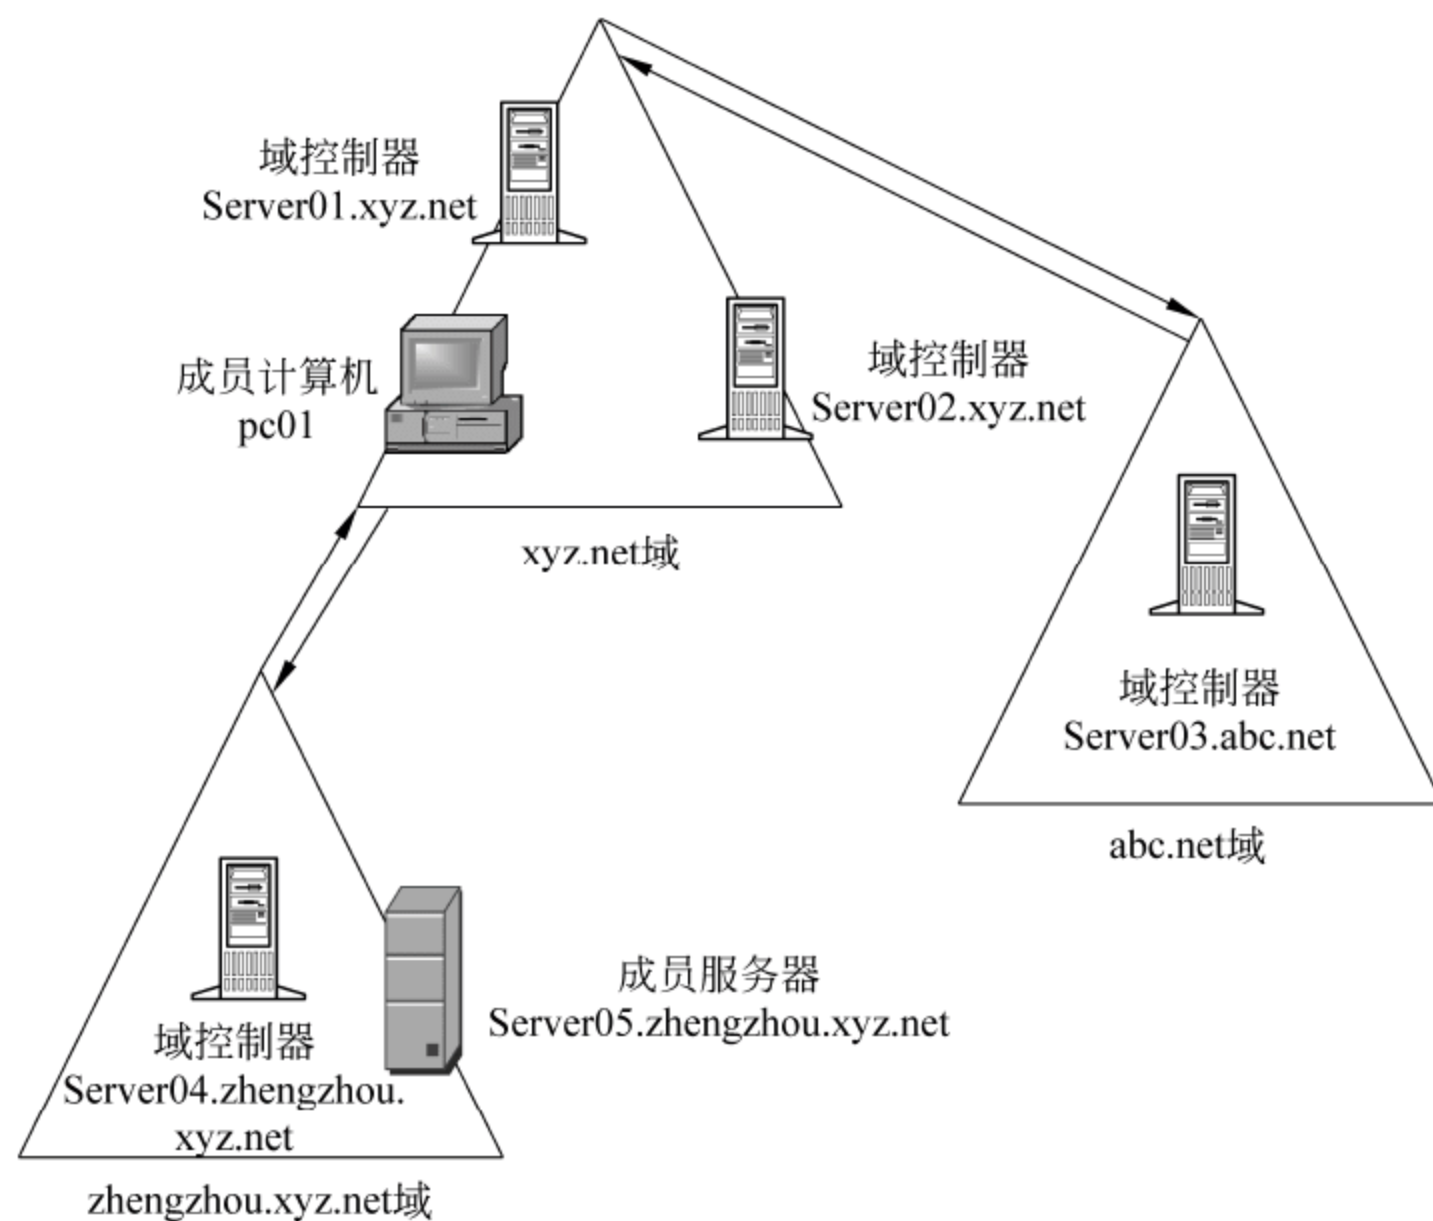 域控制器
Server01.xyz.net
成员计算机
pc01
域控制器
Server02.xyz.net
xyz.net域
域控制器
Server03.abc.net
abc.net域
域控制器
Server04.zhengzhou.
xyz.net
成员服务器
Server05.zhengzhou.xyz.net
zhengzhou.xyz.net域